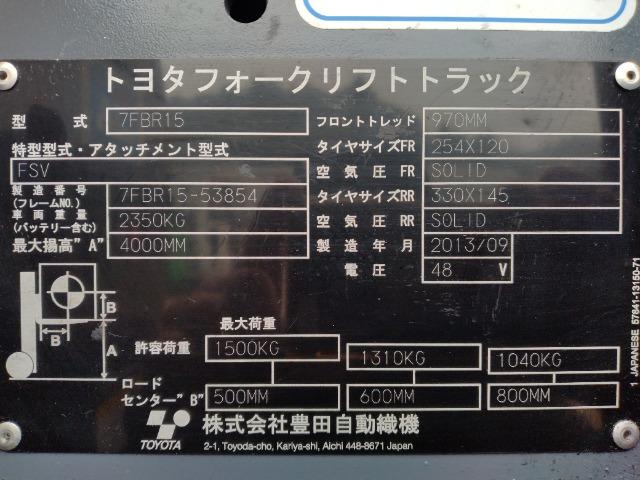 トヨタフォークリフトトラック
型 式 7FBR15
特型型式・アタッチメント型式
FSV
製造番号 (フレームNO.) 7FBR15-53854
車両重量 (バッテリー含む) 2350KG
最大揚高"A" 4000MM
フロントトレッド 970MM
タイヤサイズFR 254X120
空気圧 FR SOLID
タイヤサイズRR 330X145
空気圧 RR SOLID
製造年月 2013/09
電圧 48 V
B
B
A
最大荷重
許容荷重 1500KG 1310KG 1040KG
ロード
センター"B" 500MM 600MM 800MM
TOYOTA
株式会社豊田自動織機
2-1, Toyoda-cho, Kariya-shi, Aichi 448-8671 Japan
JAPANESE 57841-13150-71